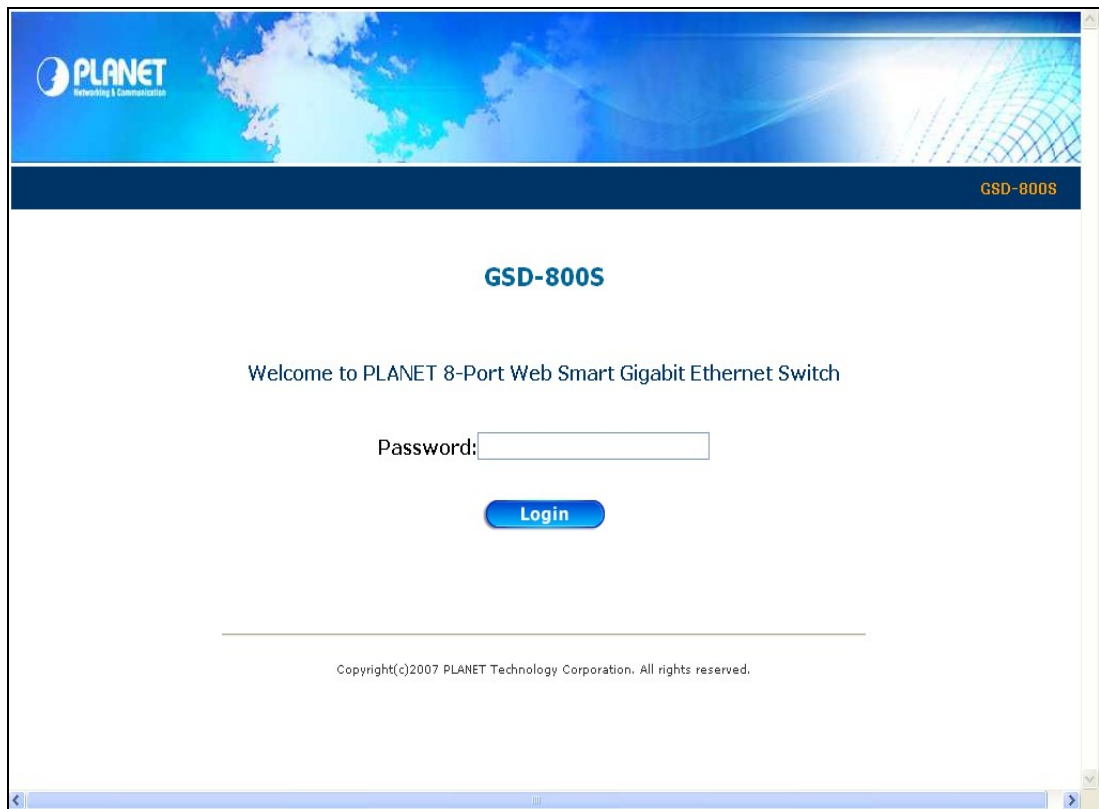 PLANET
Networking & Communication
GSD-800S
GSD-800S
Welcome to PLANET 8-Port Web Smart Gigabit Ethernet Switch
Password:
Login
Copyright(c)2007 PLANET Technology Corporation. All rights reserved.